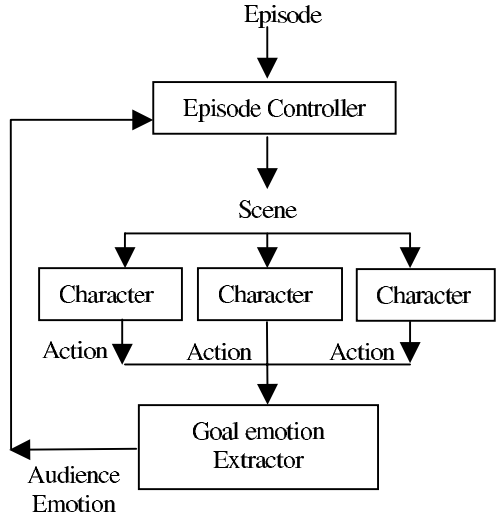 Episode
Episode Controller
Scene
Character
Character
Character
Action
Action
Action
Goal emotion
Extractor
Audience
Emotion